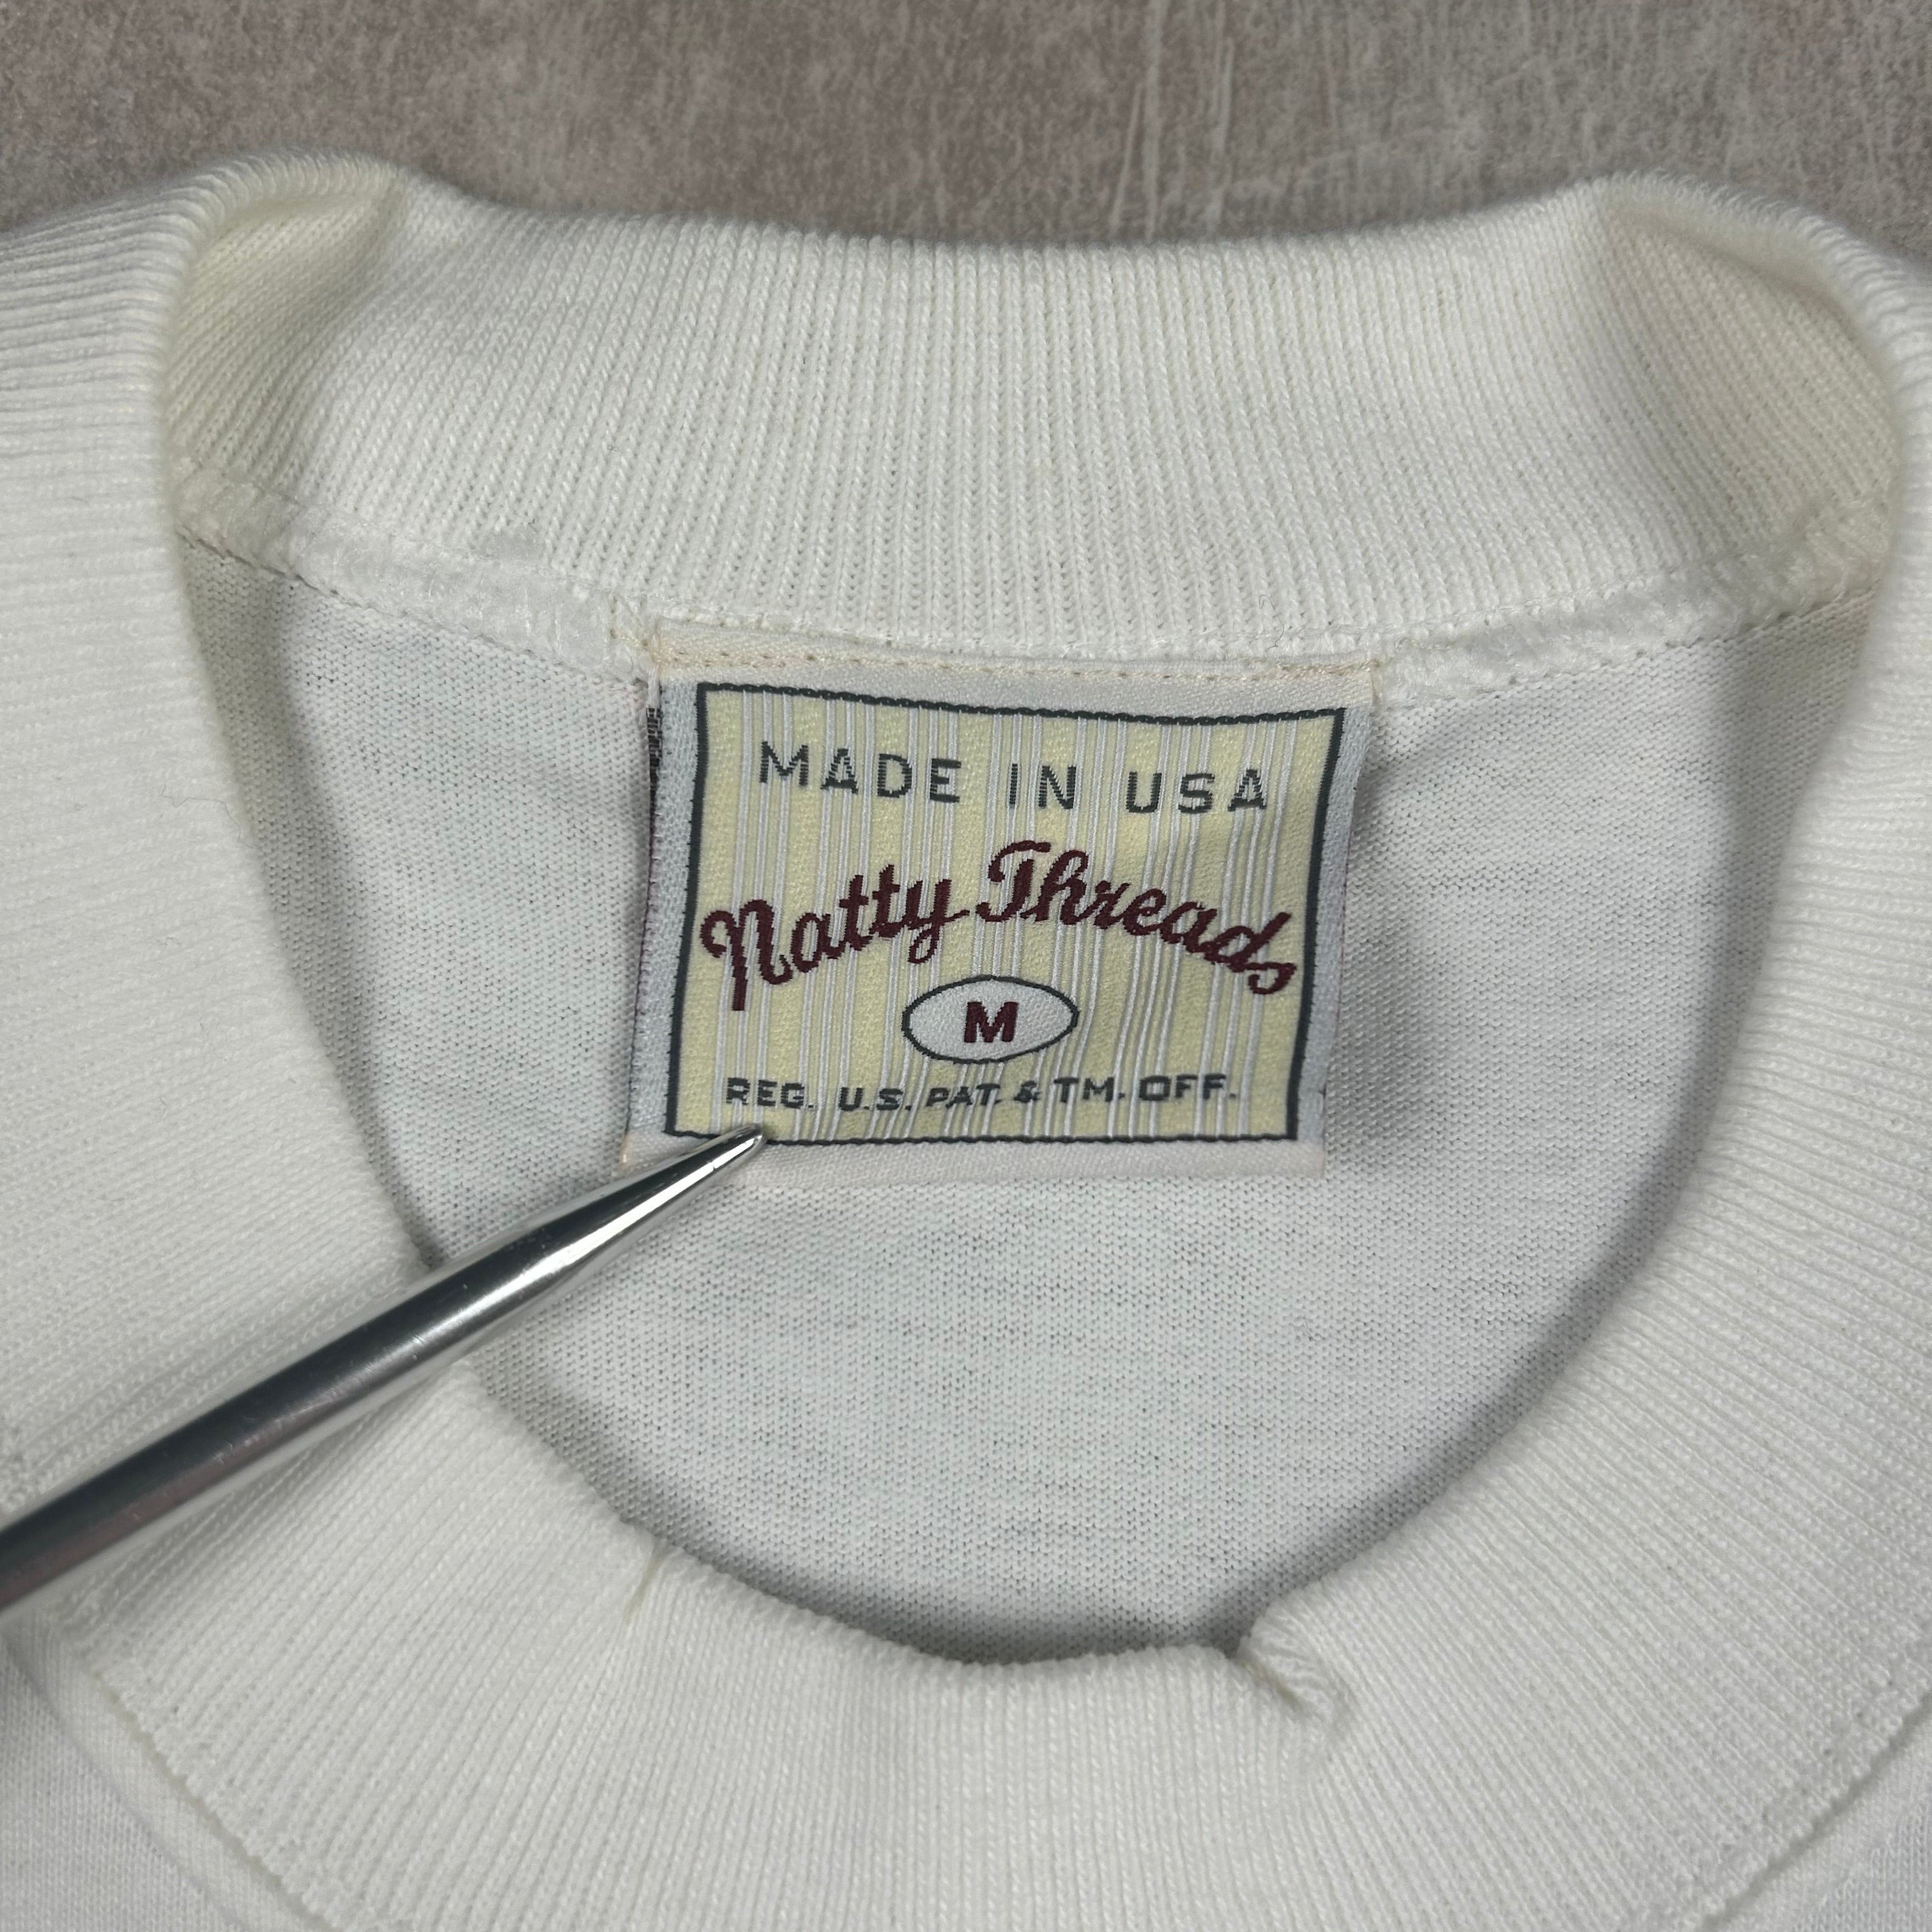 MADE IN USA
Natty Threads
M
REG. U.S. PAT. & TM. OFF.